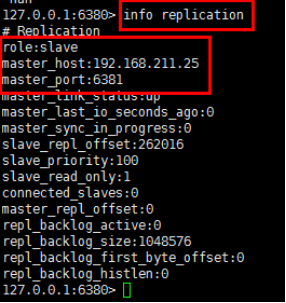 127.0.0.1:6380> info replication
# Replication
role:slave
master_host:192.168.211.25
master_port:6381
master_link_status:up
master_last_io_seconds_ago:0
master_sync_in_progress:0
slave_repl_offset:262016
slave_priority:100
slave_read_only:1
connected_slaves:0
master_repl_offset:0
repl_backlog_active:0
repl_backlog_size:1048576
repl_backlog_first_byte_offset:0
repl_backlog_histlen:0
127.0.0.1:6380>